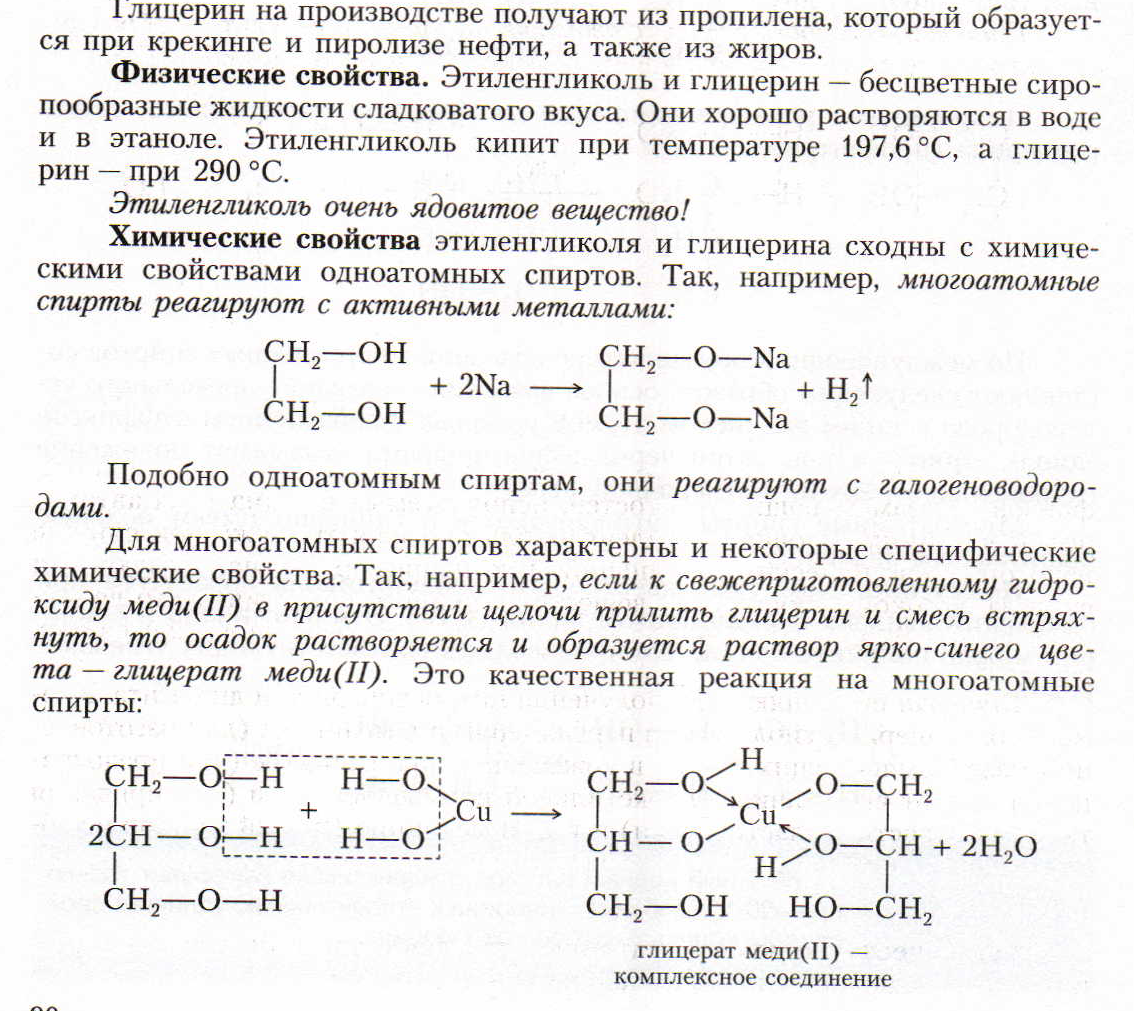 Глицерин на производстве получают из пропилена, который образует-
ся при крекинге и пиролизе нефти, а также из жиров.
Физические свойства. Этиленгликоль и глицерин — бесцветные сиро-
пообразные жидкости сладковатого вкуса. Они хорошо растворяются в воде
и в этаноле. Этиленгликоль кипит при температуре 197,6 °С, а глице-
рин — при 290 °С.
Этиленгликоль очень ядовитое вещество!
Химические свойства этиленгликоля и глицерина сходны с химиче-
скими свойствами одноатомных спиртов. Так, например, многоатомные
спирты реагируют с активными металлами:
CH₂—OH CH₂—O—Na
+ 2Na ⟶ + H₂↑
CH₂—OH CH₂—O—Na
Подобно одноатомным спиртам, они реагируют с галогеноводоро-
дами.
Для многоатомных спиртов характерны и некоторые специфические
химические свойства. Так, например, если к свежеприготовленному гидро-
ксиду меди(II) в присутствии щелочи прилить глицерин и смесь встрях-
нуть, то осадок растворяется и образуется раствор ярко-синего цве-
та — глицерат меди(II). Это качественная реакция на многоатомные
спирты:
H
CH₂—O—H H—O CH₂—O O—CH₂
+ Cu ⟶ Cu
2CH—O—H H—O CH—O O—CH + 2H₂O
H
CH₂—O—H CH₂—OH HO—CH₂
глицерат меди(II) —
комплексное соединение